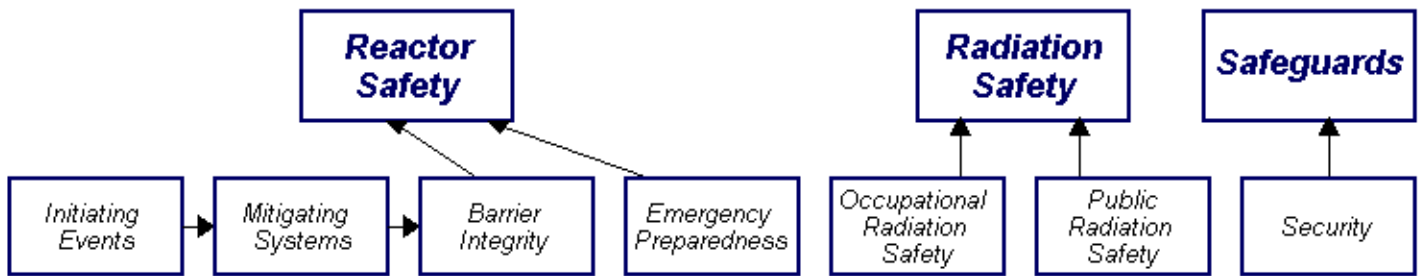 Reactor
Safety
Radiation
Safety
Safeguards
Initiating
Events
Mitigating
Systems
Barrier
Integrity
Emergency
Preparedness
Occupational
Radiation
Safety
Public
Radiation
Safety
Security